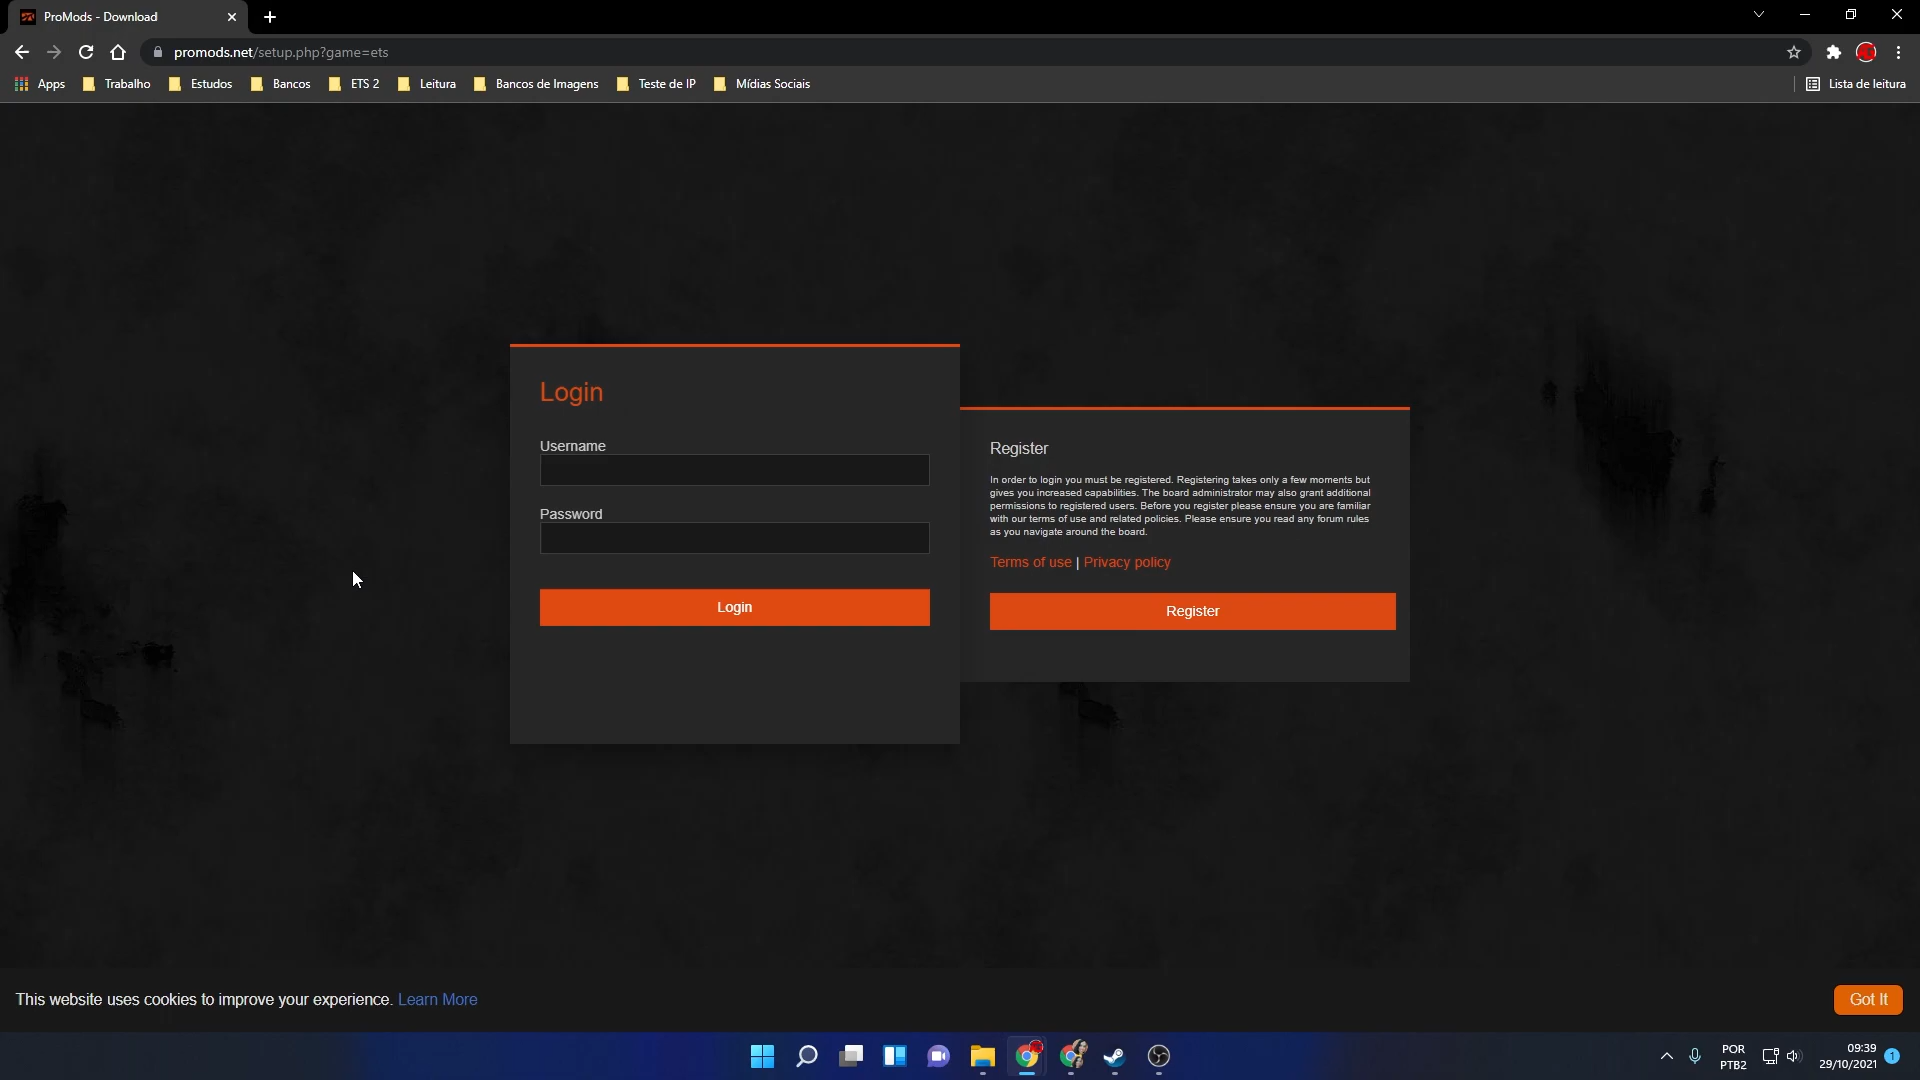 ProMods - Download
promods.net/setup.php?game=ets
Apps
Trabalho
Estudos
Bancos
ETS 2
Leitura
Bancos de Imagens
Teste de IP
Mídias Sociais
Lista de leitura
Login
Username
Password
Login
Register
In order to login you must be registered. Registering takes only a few moments but
gives you increased capabilities. The board administrator may also grant additional
permissions to registered users. Before you register please ensure you are familiar
with our terms of use and related policies. Please ensure you read any forum rules
as you navigate around the board.
Terms of use | Privacy policy
Register
This website uses cookies to improve your experience. Learn More
Got It
POR
PTB2
09:39
29/10/2021
1